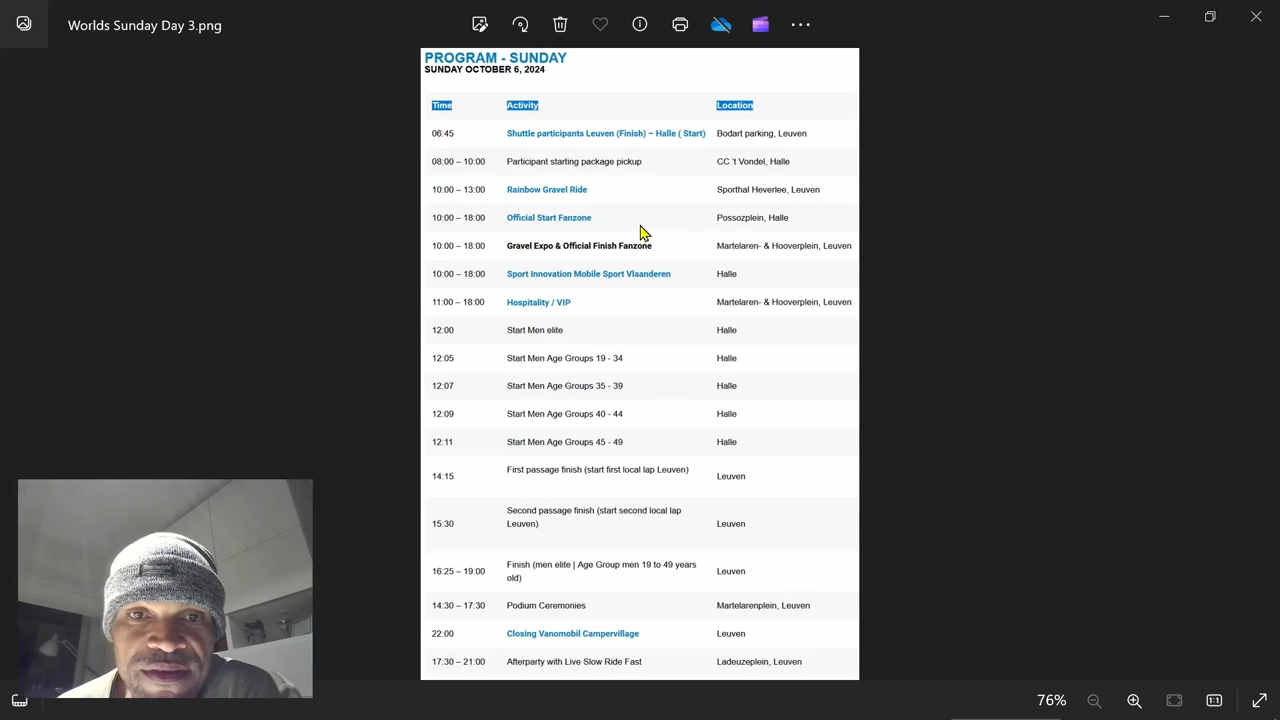 Worlds Sunday Day 3.png
PROGRAM - SUNDAY
SUNDAY OCTOBER 6, 2024
Time Activity Location
06:45 Shuttle participants Leuven (Finish) – Halle ( Start) Bodart parking, Leuven
08:00 – 10:00 Participant starting package pickup CC 't Vondel, Halle
10:00 – 13:00 Rainbow Gravel Ride Sporthal Heverlee, Leuven
10:00 – 18:00 Official Start Fanzone Possozplein, Halle
10:00 – 18:00 Gravel Expo & Official Finish Fanzone Martelaren- & Hooverplein, Leuven
10:00 – 18:00 Sport Innovation Mobile Sport Vlaanderen Halle
11:00 – 18:00 Hospitality / VIP Martelaren- & Hooverplein, Leuven
12:00 Start Men elite Halle
12:05 Start Men Age Groups 19 - 34 Halle
12:07 Start Men Age Groups 35 - 39 Halle
12:09 Start Men Age Groups 40 - 44 Halle
12:11 Start Men Age Groups 45 - 49 Halle
14:15 First passage finish (start first local lap Leuven) Leuven
15:30 Second passage finish (start second local lap
Leuven) Leuven
16:25 – 19:00 Finish (men elite | Age Group men 19 to 49 years
old) Leuven
14:30 – 17:30 Podium Ceremonies Martelarenplein, Leuven
22:00 Closing Vanomobil Campervillage Leuven
17:30 – 21:00 Afterparty with Live Slow Ride Fast Ladeuzeplein, Leuven
76% 1:1